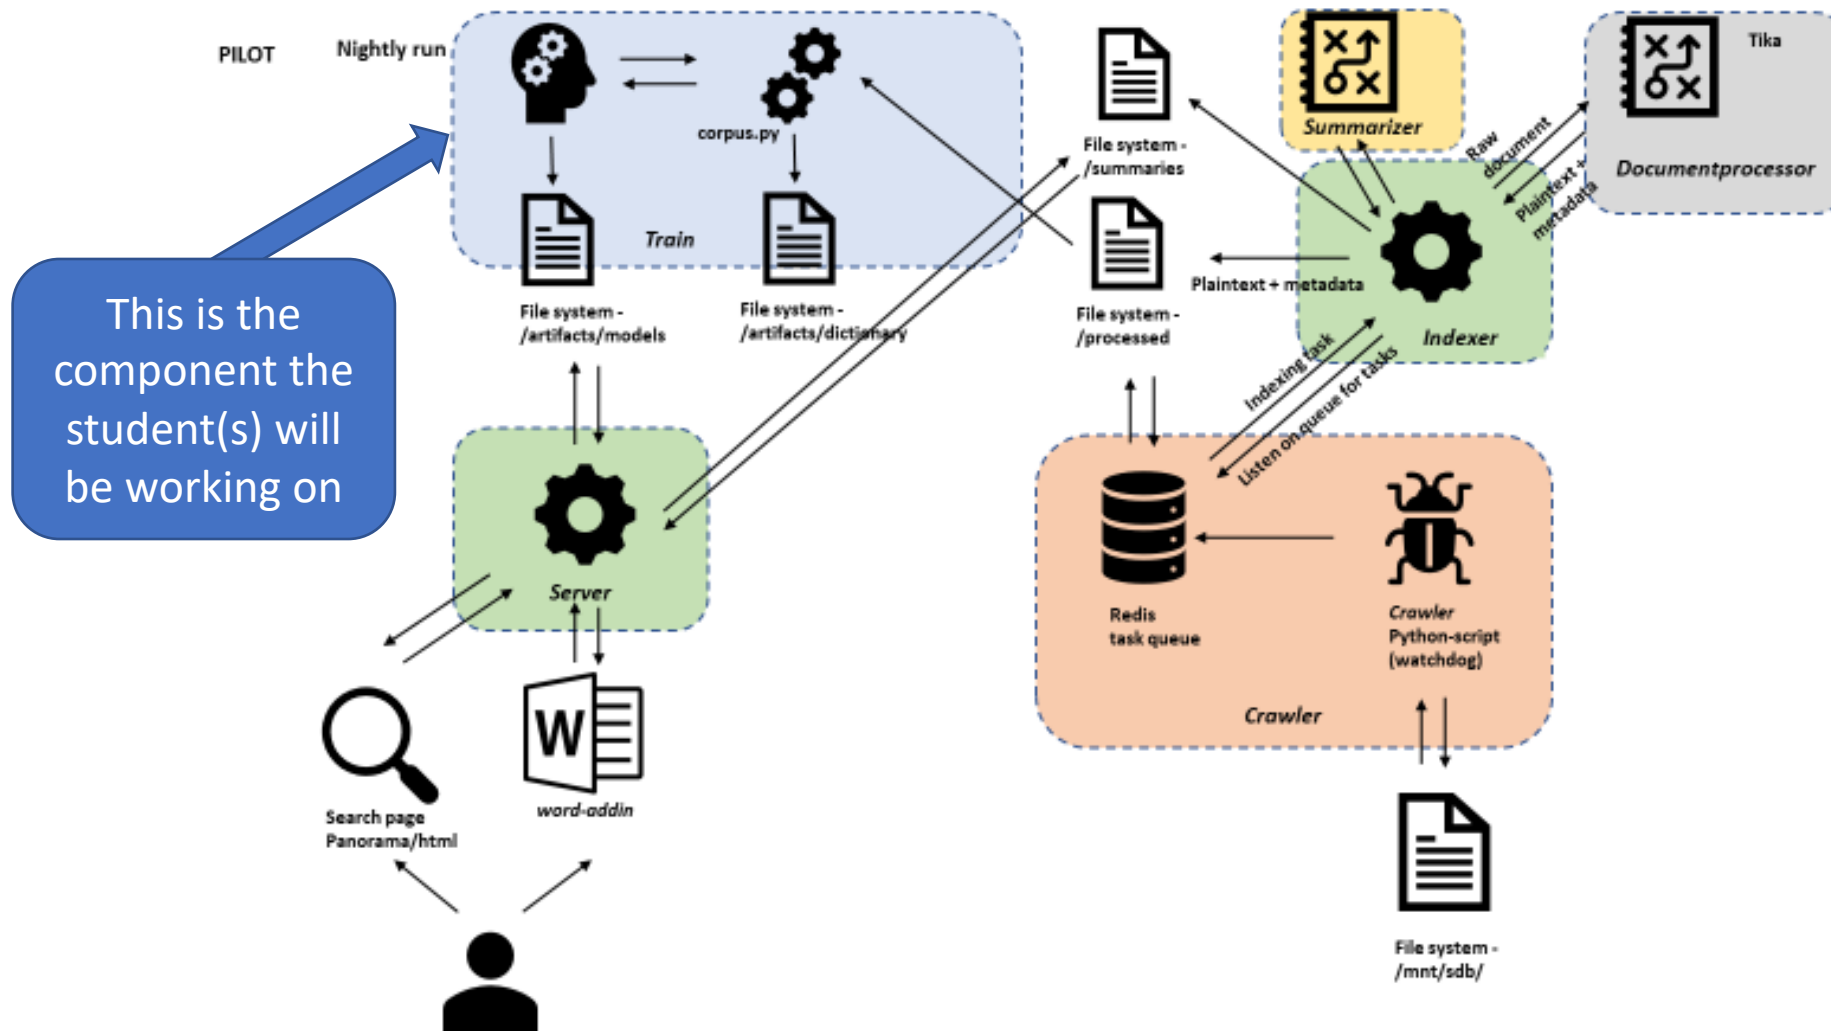 PILOT
Nightly run
corpus.py
Train
File system -
/artifacts/models
File system -
/artifacts/dictionary
This is the
component the
student(s) will
be working on
File system -
/summaries
File system -
/processed
Summarizer
Tika
Documentprocessor
Raw
document
Plaintext +
metadata
Plaintext + metadata
Indexer
Indexing task
Listen on queue for tasks
Server
Redis
task queue
Crawler
Python-script
(watchdog)
Crawler
W
Search page
Panorama/html
word-addin
File system -
/mnt/sdb/